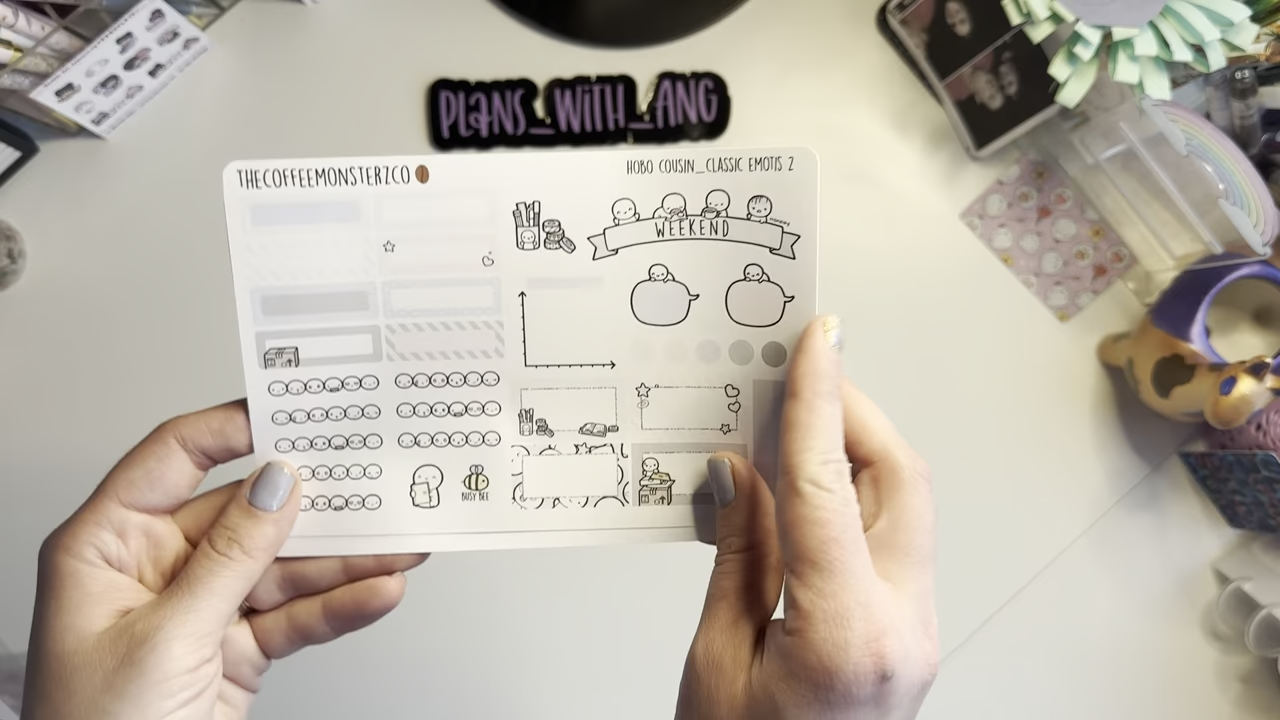 PLANS_WITH_ANG
THECOFFEEMONSTERZCO
HOBO COUSIN_CLASSIC EMOTIS 2
WEEKEND
BUSY BEE